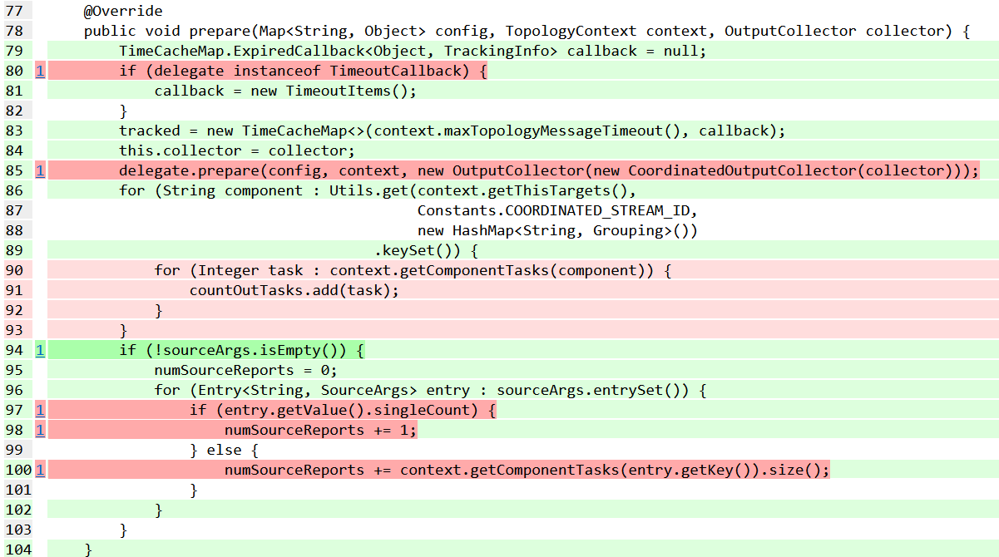 77 @Override
78 public void prepare(Map<String, Object> config, TopologyContext context, OutputCollector collector) {
79 TimeCacheMap.ExpiredCallback<Object, TrackingInfo> callback = null;
80 1 if (delegate instanceof TimeoutCallback) {
81 callback = new TimeoutItems();
82 }
83 tracked = new TimeCacheMap<>(context.maxTopologyMessageTimeout(), callback);
84 this.collector = collector;
85 1 delegate.prepare(config, context, new OutputCollector(new CoordinatedOutputCollector(collector)));
86 for (String component : Utils.get(context.getThisTargets(),
87 Constants.COORDINATED_STREAM_ID,
88 new HashMap<String, Grouping>())
89 .keySet()) {
90 for (Integer task : context.getComponentTasks(component)) {
91 countOutTasks.add(task);
92 }
93 }
94 1 if (!sourceArgs.isEmpty()) {
95 numSourceReports = 0;
96 for (Entry<String, SourceArgs> entry : sourceArgs.entrySet()) {
97 1 if (entry.getValue().singleCount) {
98 1 numSourceReports += 1;
99 } else {
100 1 numSourceReports += context.getComponentTasks(entry.getKey()).size();
101 }
102 }
103 }
104 }